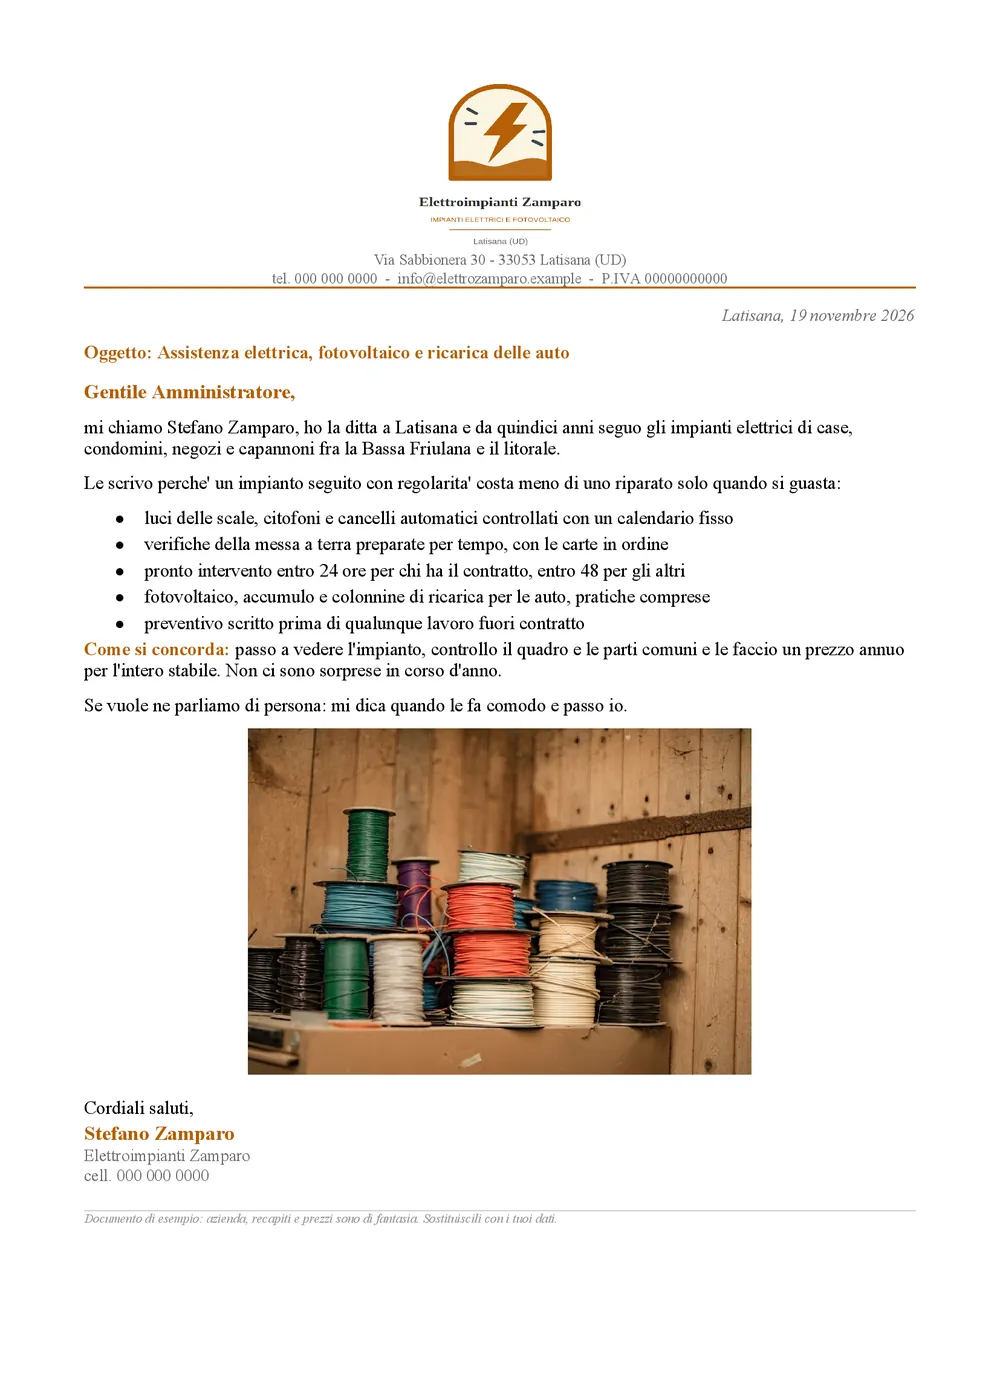 Elettroimpianti Zamparo
IMPIANTI ELETTRICI E FOTOVOLTAICO
Latisana (UD)
Via Sabbionera 30 - 33053 Latisana (UD)
tel. 000 000 0000 - info@elettrozamparo.example - P.IVA 00000000000
Latisana, 19 novembre 2026
Oggetto: Assistenza elettrica, fotovoltaico e ricarica delle auto
Gentile Amministratore,
mi chiamo Stefano Zamparo, ho la ditta a Latisana e da quindici anni seguo gli impianti elettrici di case,
condomini, negozi e capannoni fra la Bassa Friulana e il litorale.
Le scrivo perche' un impianto seguito con regolarita' costa meno di uno riparato solo quando si guasta:
● luci delle scale, citofoni e cancelli automatici controllati con un calendario fisso
● verifiche della messa a terra preparate per tempo, con le carte in ordine
● pronto intervento entro 24 ore per chi ha il contratto, entro 48 per gli altri
● fotovoltaico, accumulo e colonnine di ricarica per le auto, pratiche comprese
● preventivo scritto prima di qualunque lavoro fuori contratto
Come si concorda: passo a vedere l'impianto, controllo il quadro e le parti comuni e le faccio un prezzo annuo
per l'intero stabile. Non ci sono sorprese in corso d'anno.
Se vuole ne parliamo di persona: mi dica quando le fa comodo e passo io.
Cordiali saluti,
Stefano Zamparo
Elettroimpianti Zamparo
cell. 000 000 0000
Documento di esempio: azienda, recapiti e prezzi sono di fantasia. Sostituiscili con i tuoi dati.